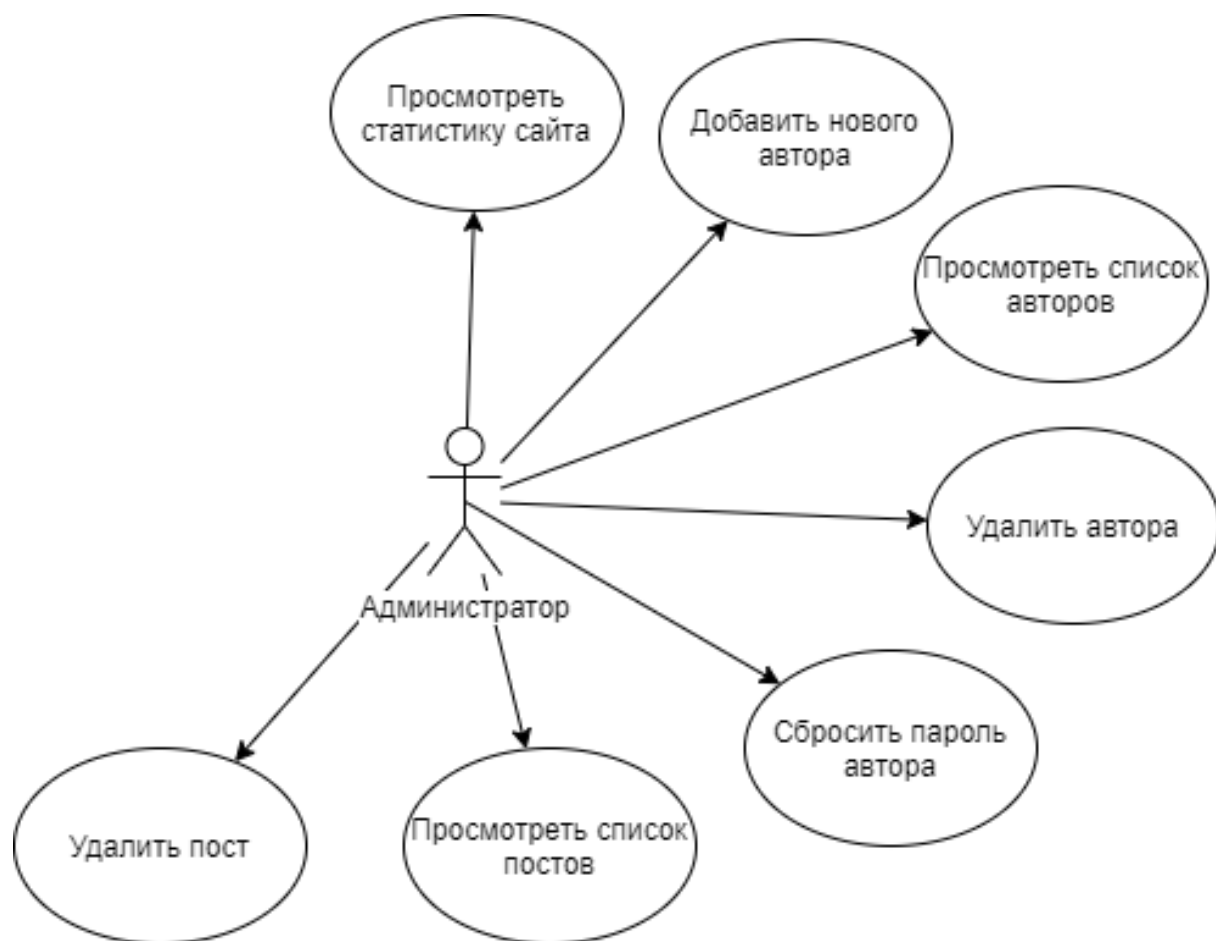 Просмотреть
статистику сайта
Добавить нового
автора
Просмотреть список
авторов
Удалить автора
Администратор
Сбросить пароль
автора
Удалить пост
Просмотреть список
постов